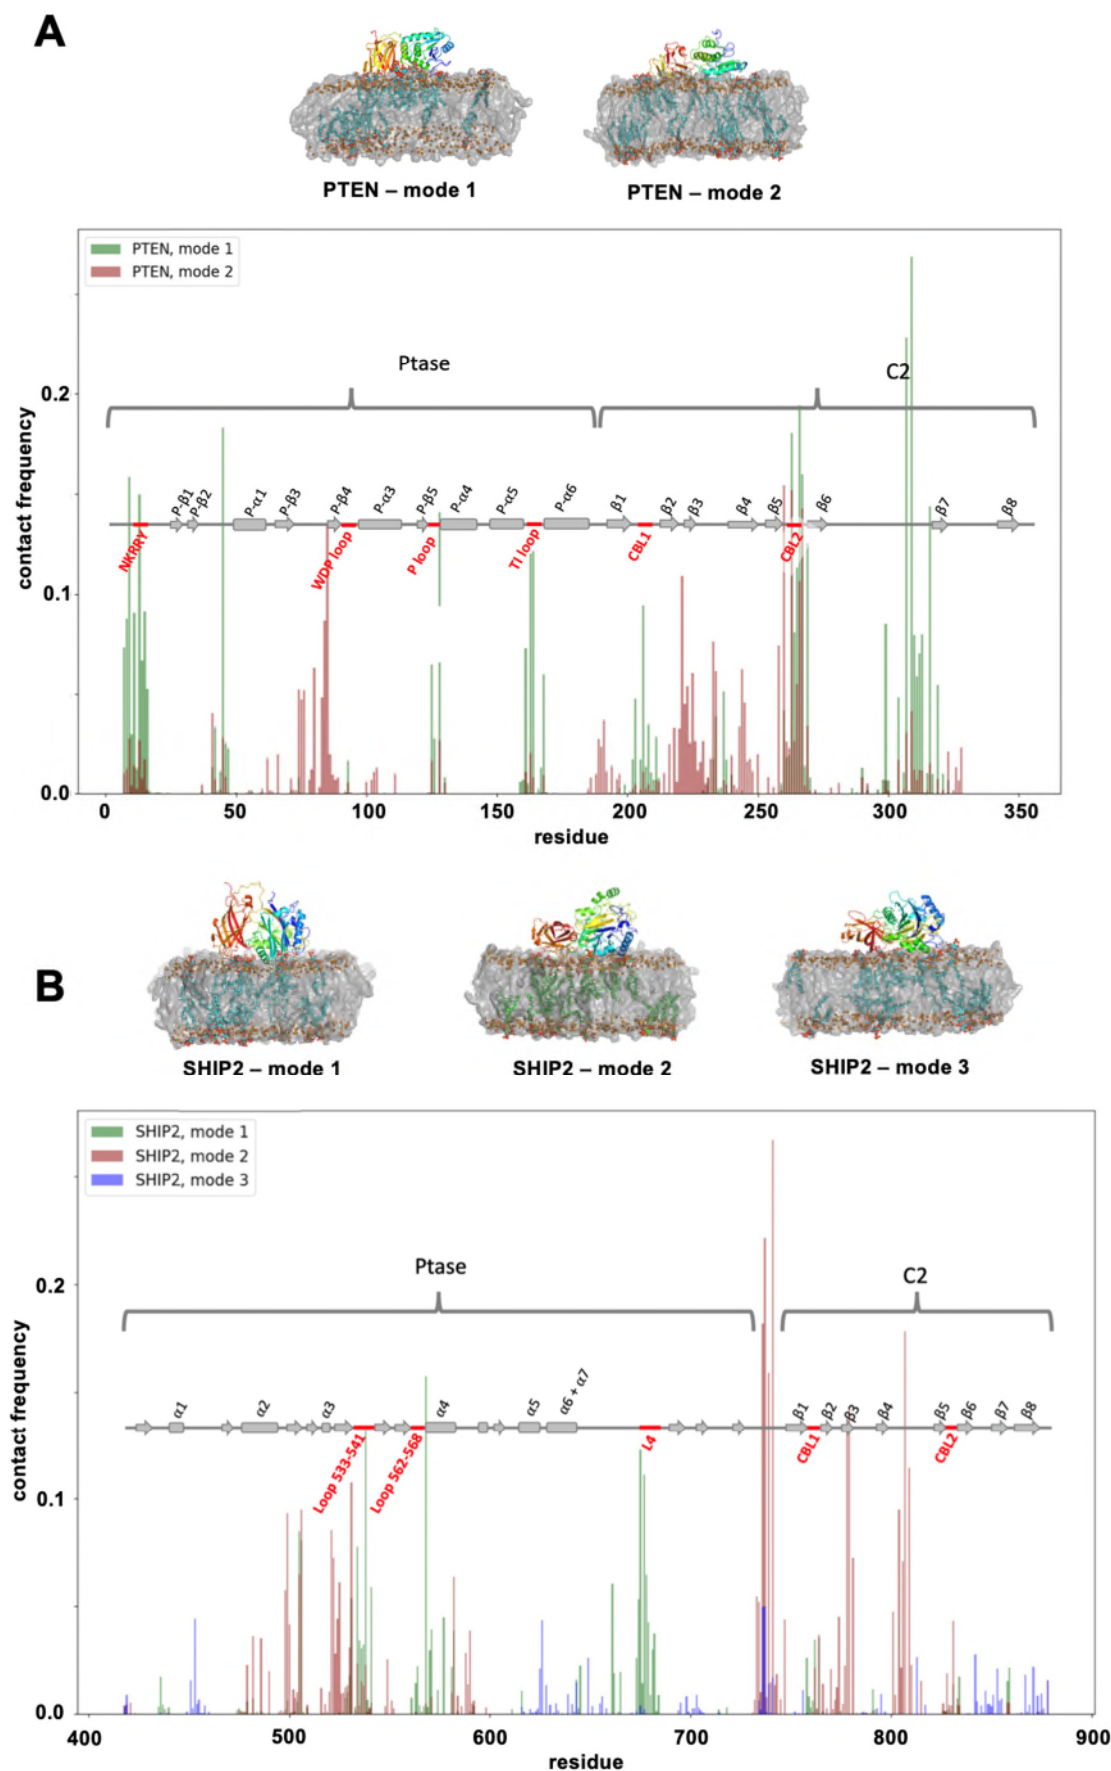 A
PTEN – mode 1
PTEN – mode 2
PTEN, mode 1
PTEN, mode 2
Ptase
C2
0.2
contact frequency
P-β1
P-β2
P-α1
P-β3
P-β4
P-α3
P-β5
P-α4
P-α5
P-α6
β1
β2
β3
β4
β5
β6
β7
β8
NKRRY
WDP loop
P loop
TI loop
CBL1
CBL2
0.1
0.0
0 50 100 150 200 250 300 350
residue
B
SHIP2 – mode 1
SHIP2 – mode 2
SHIP2 – mode 3
SHIP2, mode 1
SHIP2, mode 2
SHIP2, mode 3
Ptase
C2
0.2
contact frequency
α1
α2
α3
α4
α5
α6 + α7
β1
β2
β3
β4
β5
β6
β7
β8
Loop 533-541
Loop 562-568
L4
CBL1
CBL2
0.1
0.0
400 500 600 700 800 900
residue